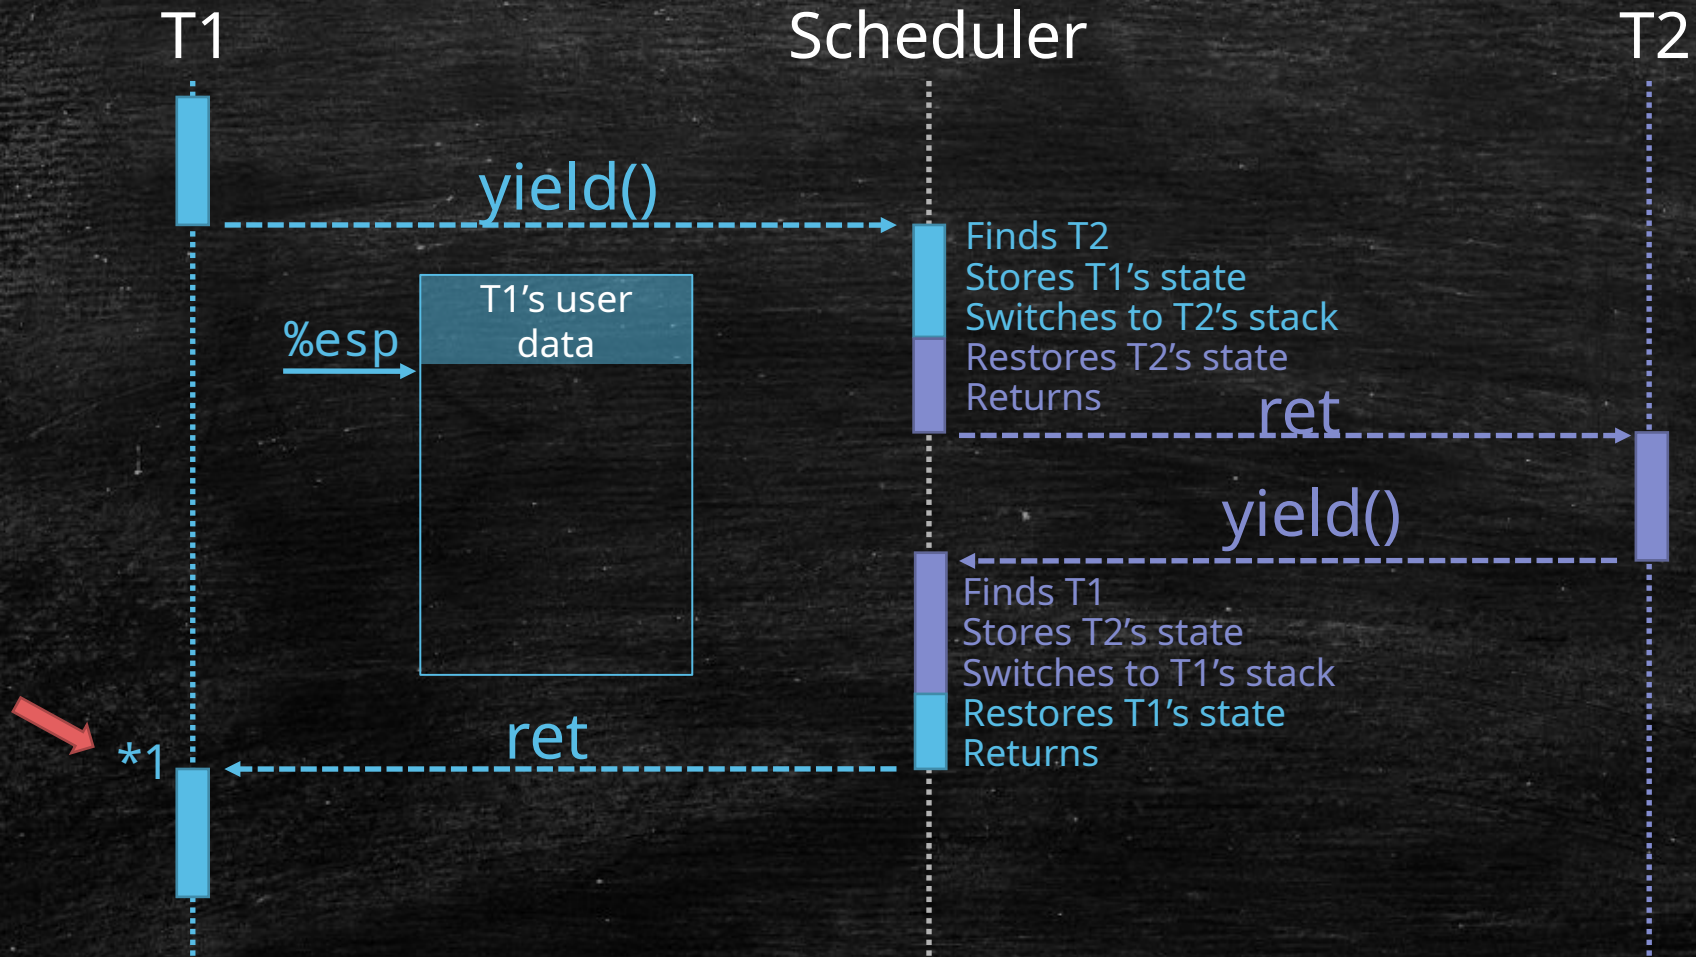 T1
Scheduler
T2
yield()
Finds T2
Stores T1’s state
Switches to T2’s stack
Restores T2’s state
Returns
T1’s user
data
%esp
ret
yield()
Finds T1
Stores T2’s state
Switches to T1’s stack
Restores T1’s state
Returns
ret
*1